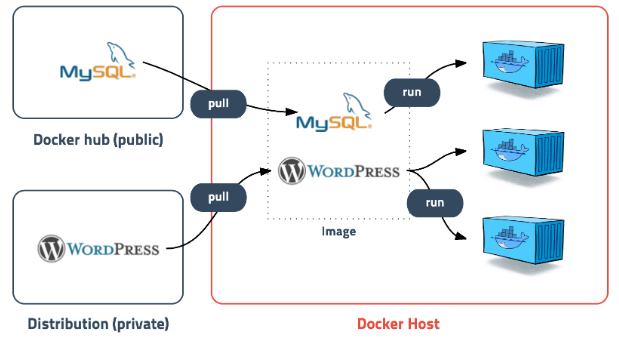 MySQL®
Docker hub (public)
pull
MySQL®
run
WORDPRESS
Image
pull
run
WORDPRESS
Distribution (private)
Docker Host